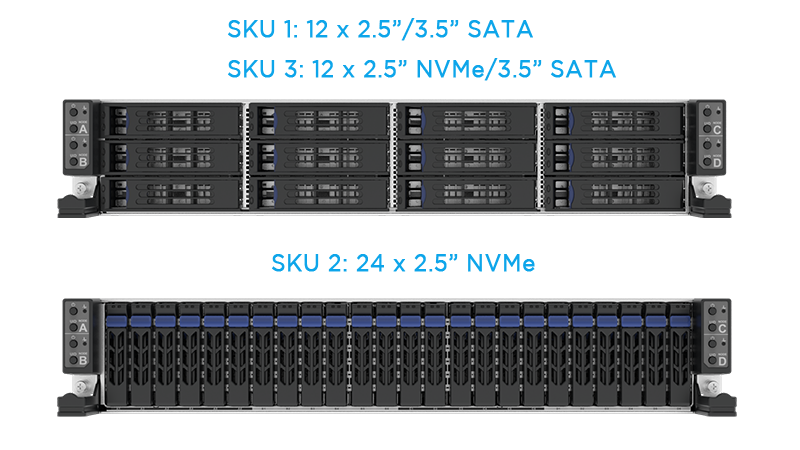 SKU 1: 12 x 2.5”/3.5” SATA
SKU 3: 12 x 2.5” NVMe/3.5” SATA
A
B
C
D
SKU 2: 24 x 2.5” NVMe
A
B
C
D